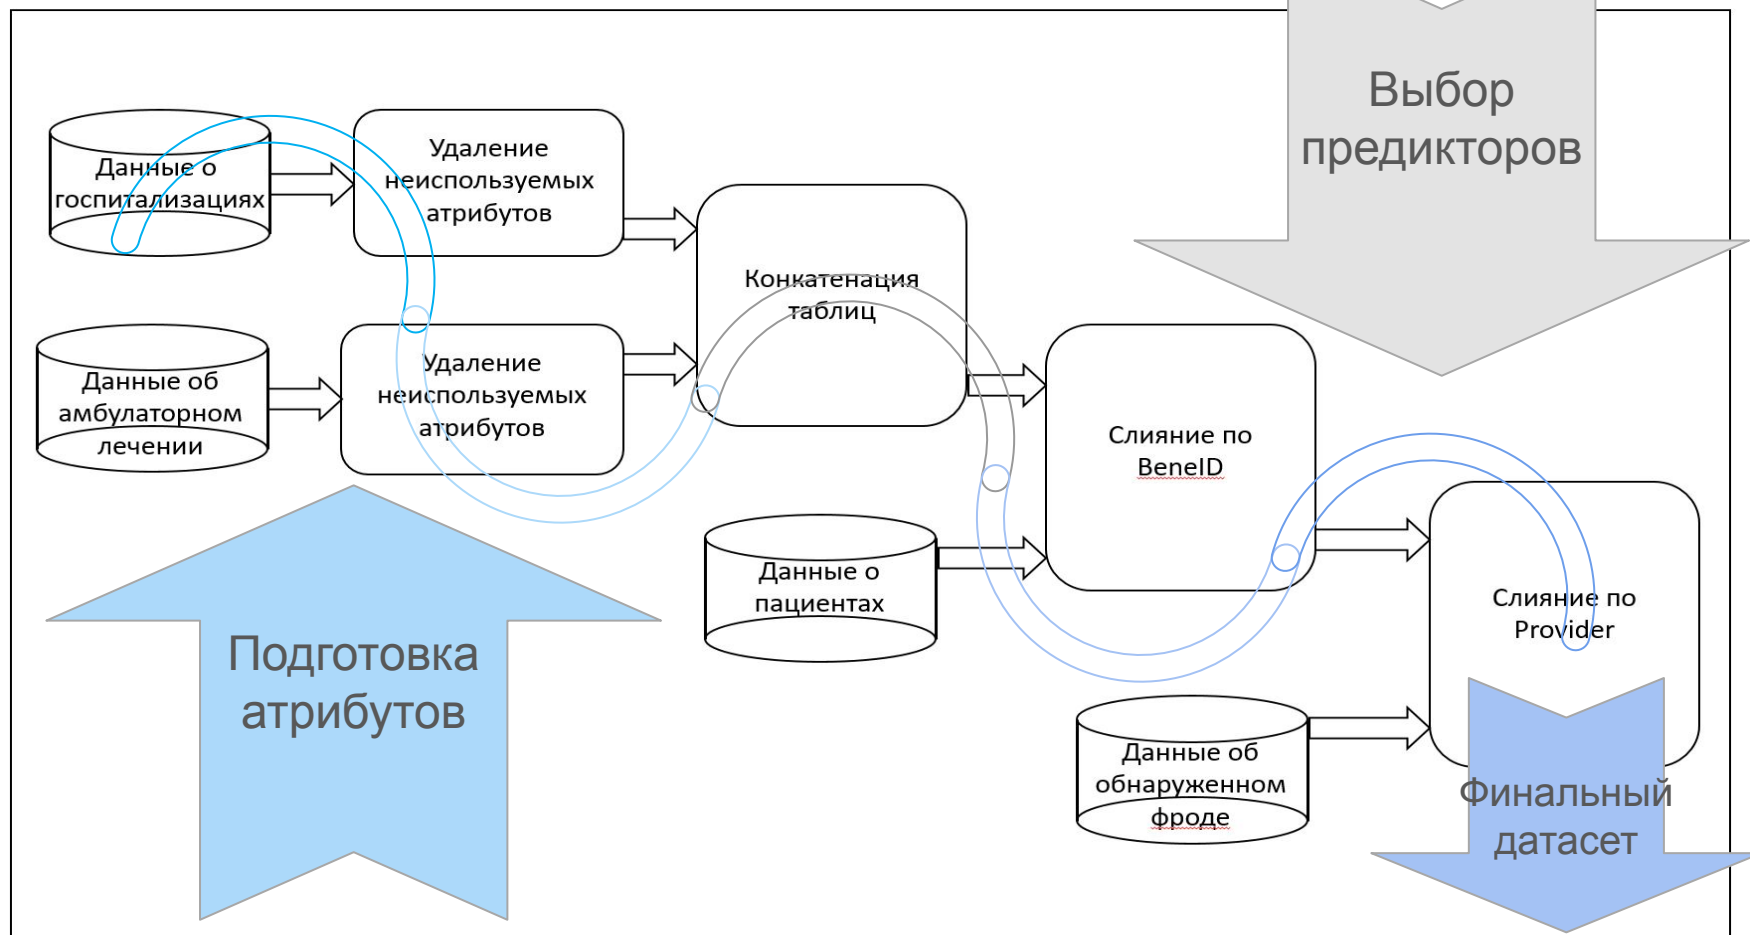 Выбор
предикторов
Данные о
госпитализациях
Удаление
неиспользуемых
атрибутов
Конкатенация
таблиц
Данные об
амбулаторном
лечении
Удаление
неиспользуемых
атрибутов
Слияние по
BeneID
Данные о
пациентах
Слияние по
Provider
Подготовка
атрибутов
Данные об
обнаруженном
фроде
Финальный
датасет